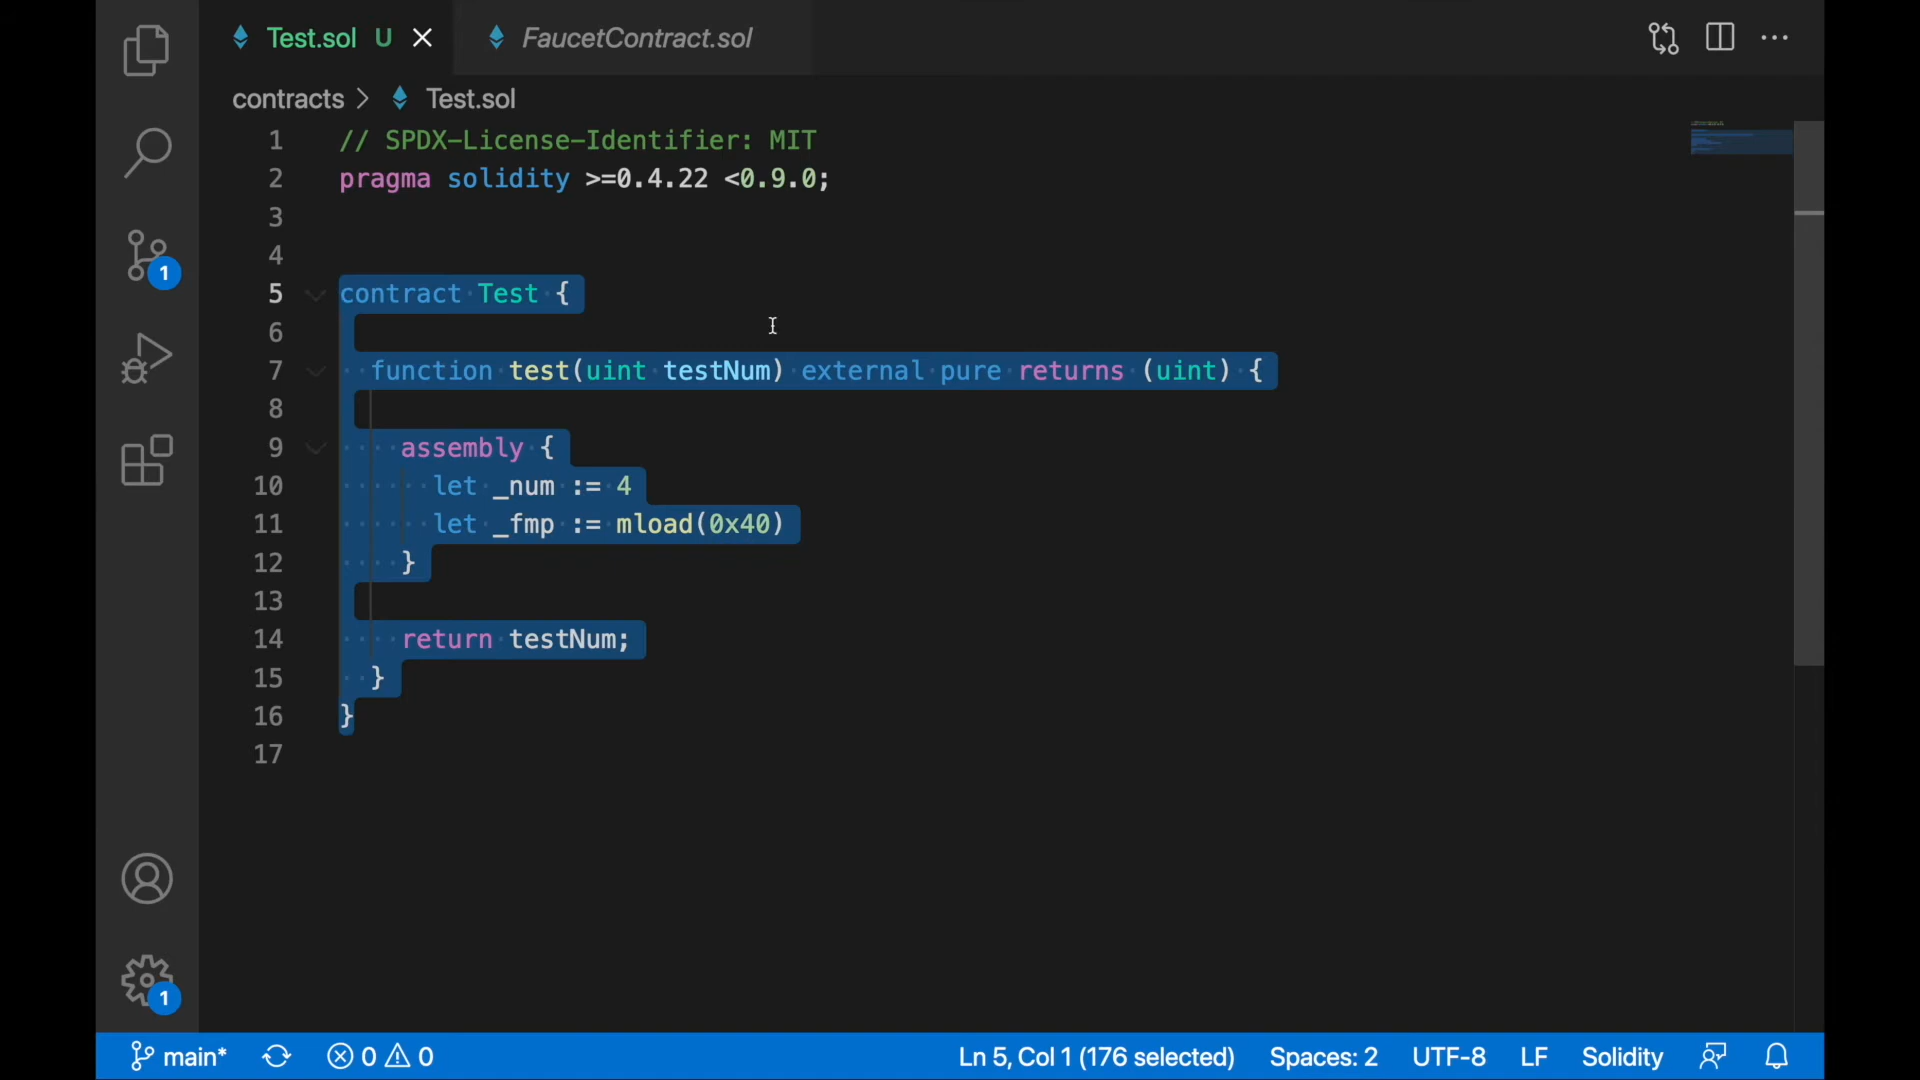 Test.sol U
FaucetContract.sol
contracts > Test.sol
1 // SPDX-License-Identifier: MIT
2 pragma solidity >=0.4.22 <0.9.0;
3
4
5 contract Test {
6
7 function test(uint testNum) external pure returns (uint) {
8
9 assembly {
10 let _num := 4
11 let _fmp := mload(0x40)
12 }
13
14 return testNum;
15 }
16 }
17
1
1
main* 0 0 Ln 5, Col 1 (176 selected) Spaces: 2 UTF-8 LF Solidity